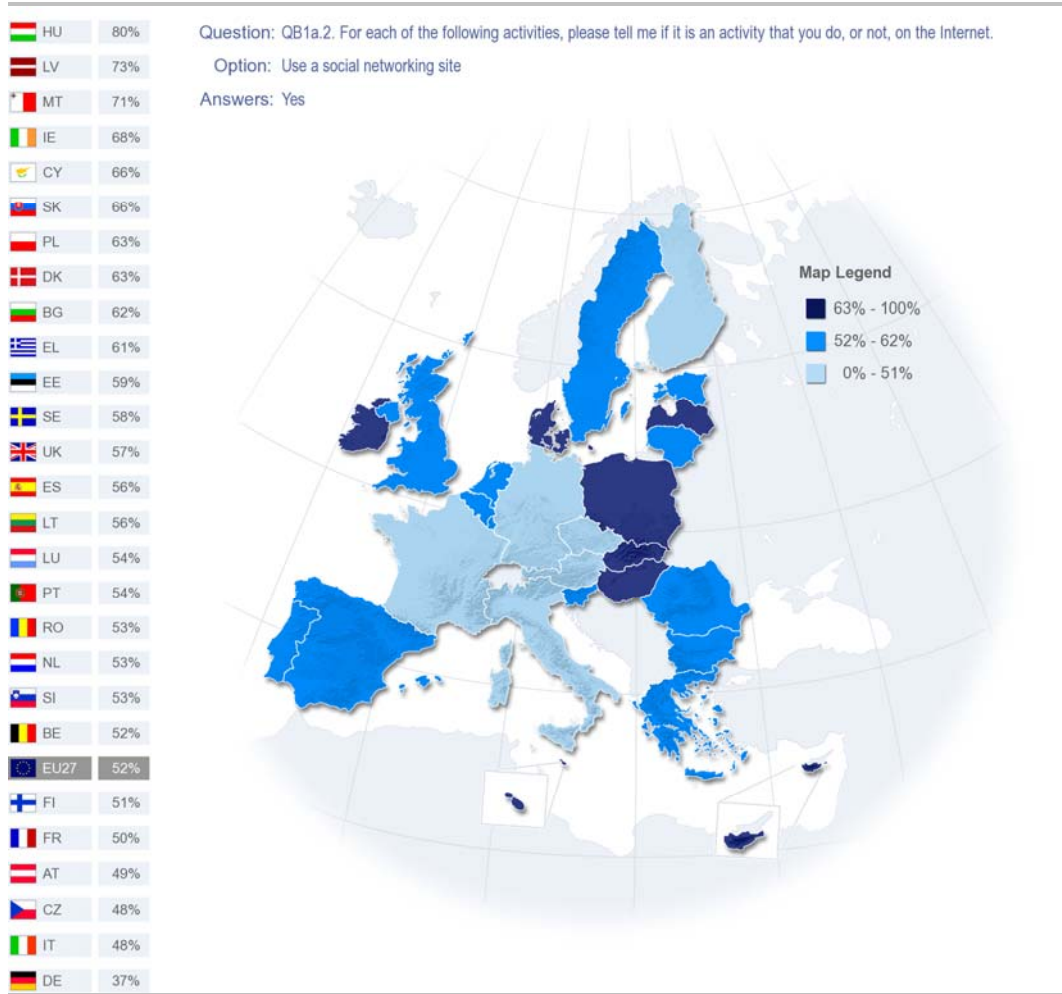 Question: QB1a.2. For each of the following activities, please tell me if it is an activity that you do, or not, on the Internet.
Option: Use a social networking site
Answers: Yes
HU 80%
LV 73%
MT 71%
IE 68%
CY 66%
SK 66%
PL 63%
DK 63%
BG 62%
EL 61%
EE 59%
SE 58%
UK 57%
ES 56%
LT 56%
LU 54%
PT 54%
RO 53%
NL 53%
SI 53%
BE 52%
EU27 52%
FI 51%
FR 50%
AT 49%
CZ 48%
IT 48%
DE 37%
Map Legend
63% - 100%
52% - 62%
0% - 51%